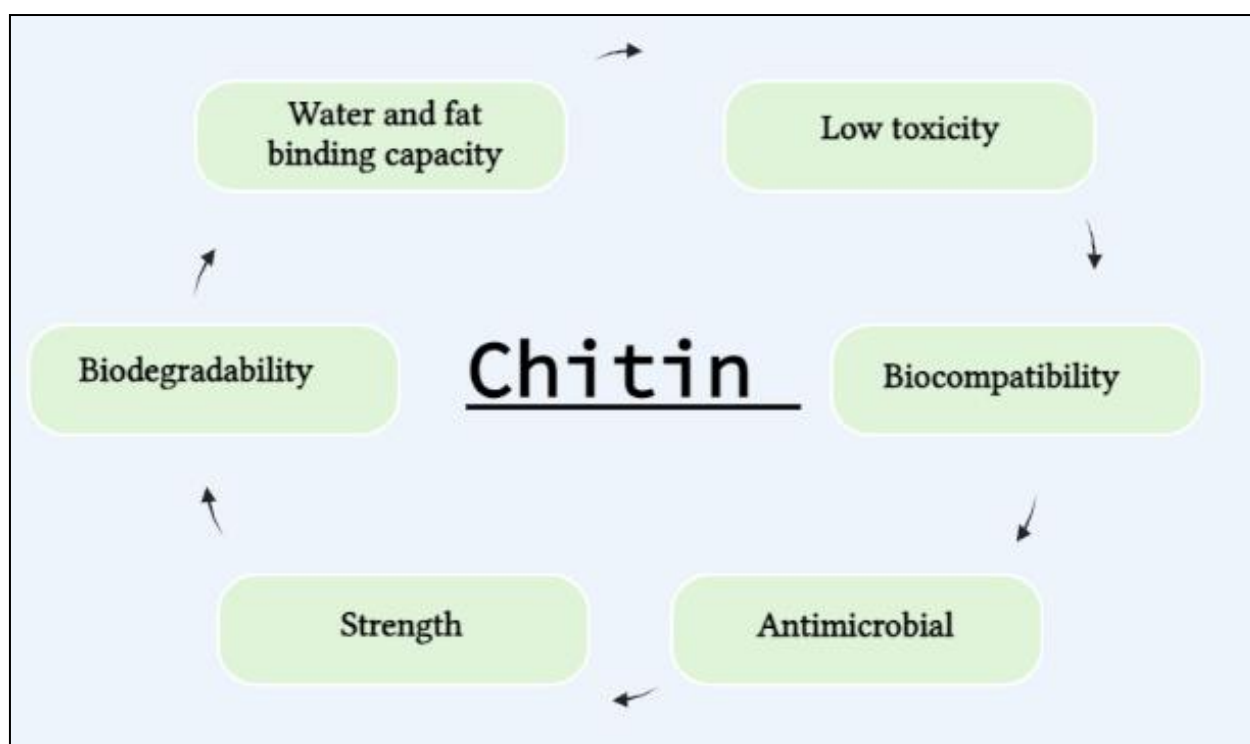 Water and fat
binding capacity
Low toxicity
Biodegradability
Chitin
Biocompatibility
Strength
Antimicrobial